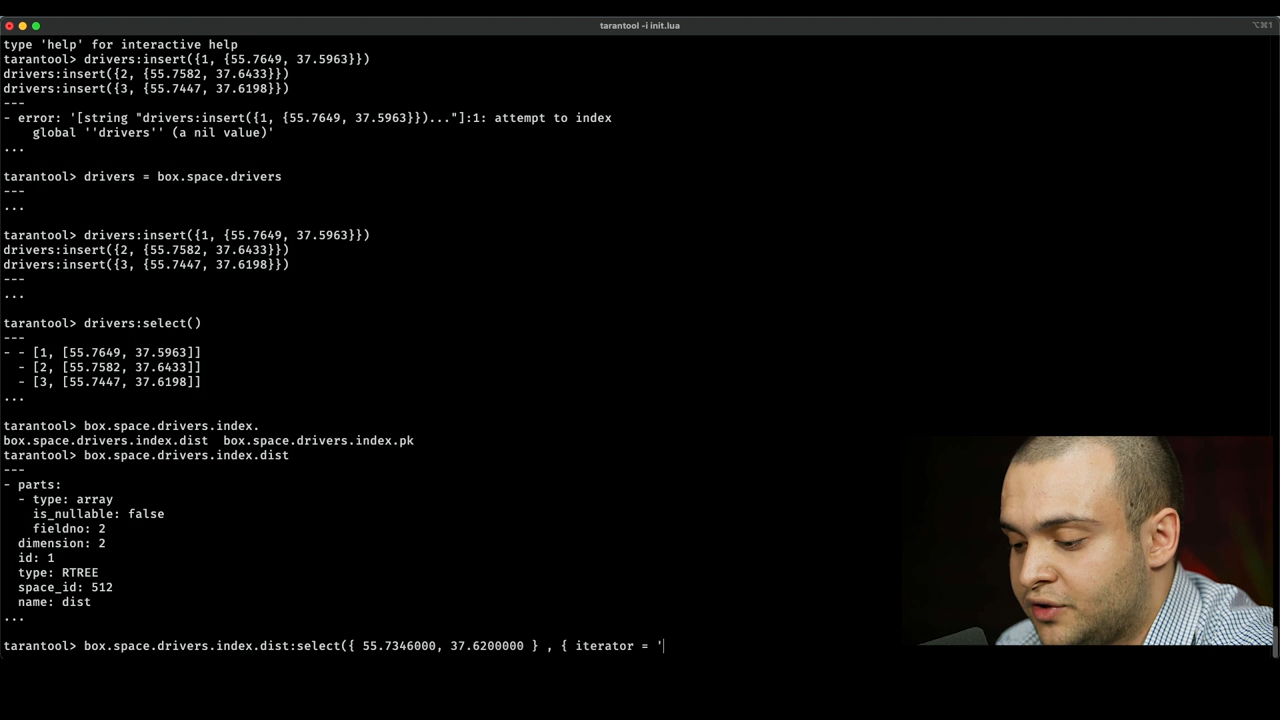 tarantool -i init.lua
⌥⌘1
type 'help' for interactive help
tarantool> drivers:insert({1, {55.7649, 37.5963}})
drivers:insert({2, {55.7582, 37.6433}})
drivers:insert({3, {55.7447, 37.6198}})
---
- error: '[string "drivers:insert({1, {55.7649, 37.5963}})..."]:1: attempt to index
global ''drivers'' (a nil value)'
...
tarantool> drivers = box.space.drivers
---
...
tarantool> drivers:insert({1, {55.7649, 37.5963}})
drivers:insert({2, {55.7582, 37.6433}})
drivers:insert({3, {55.7447, 37.6198}})
---
...
tarantool> drivers:select()
---
- - [1, [55.7649, 37.5963]]
- [2, [55.7582, 37.6433]]
- [3, [55.7447, 37.6198]]
...
tarantool> box.space.drivers.index.
box.space.drivers.index.dist  box.space.drivers.index.pk
tarantool> box.space.drivers.index.dist
---
- parts:
- type: array
is_nullable: false
fieldno: 2
dimension: 2
id: 1
type: RTREE
space_id: 512
name: dist
...
tarantool> box.space.drivers.index.dist:select({ 55.7346000, 37.6200000 } , { iterator = '